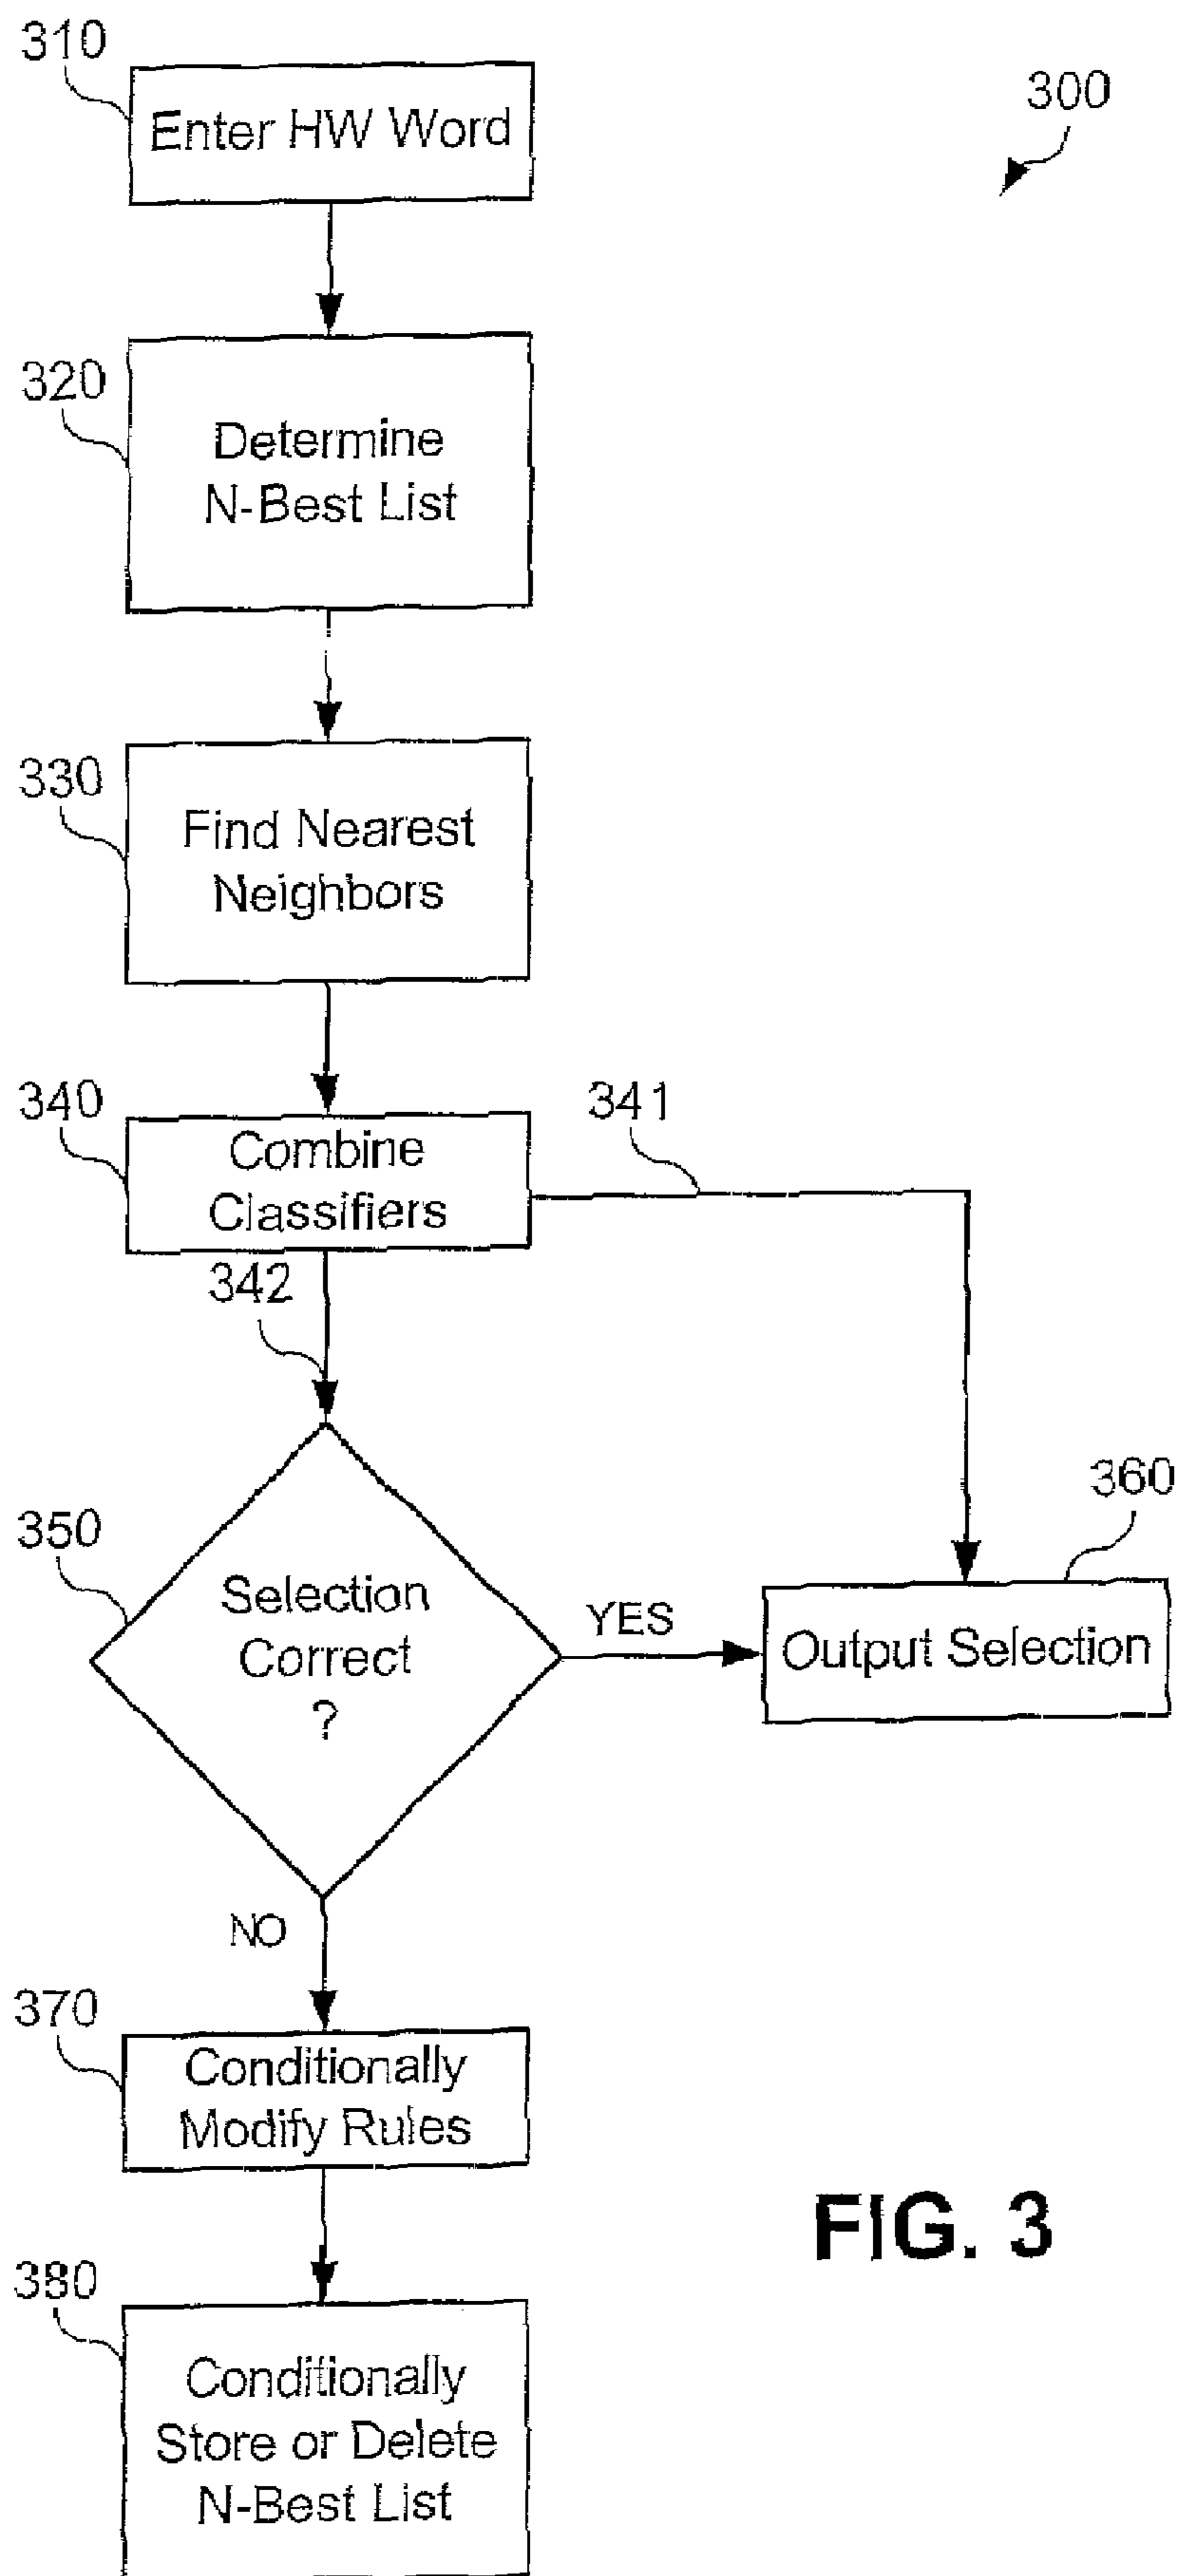 310
Enter HW Word
300
320
Determine
N-Best List
330
Find Nearest
Neighbors
340
Combine
Classifiers
341
342
350
Selection
Correct
?
YES
360
Output Selection
NO
370
Conditionally
Modify Rules
FIG. 3
380
Conditionally
Store or Delete
N-Best List